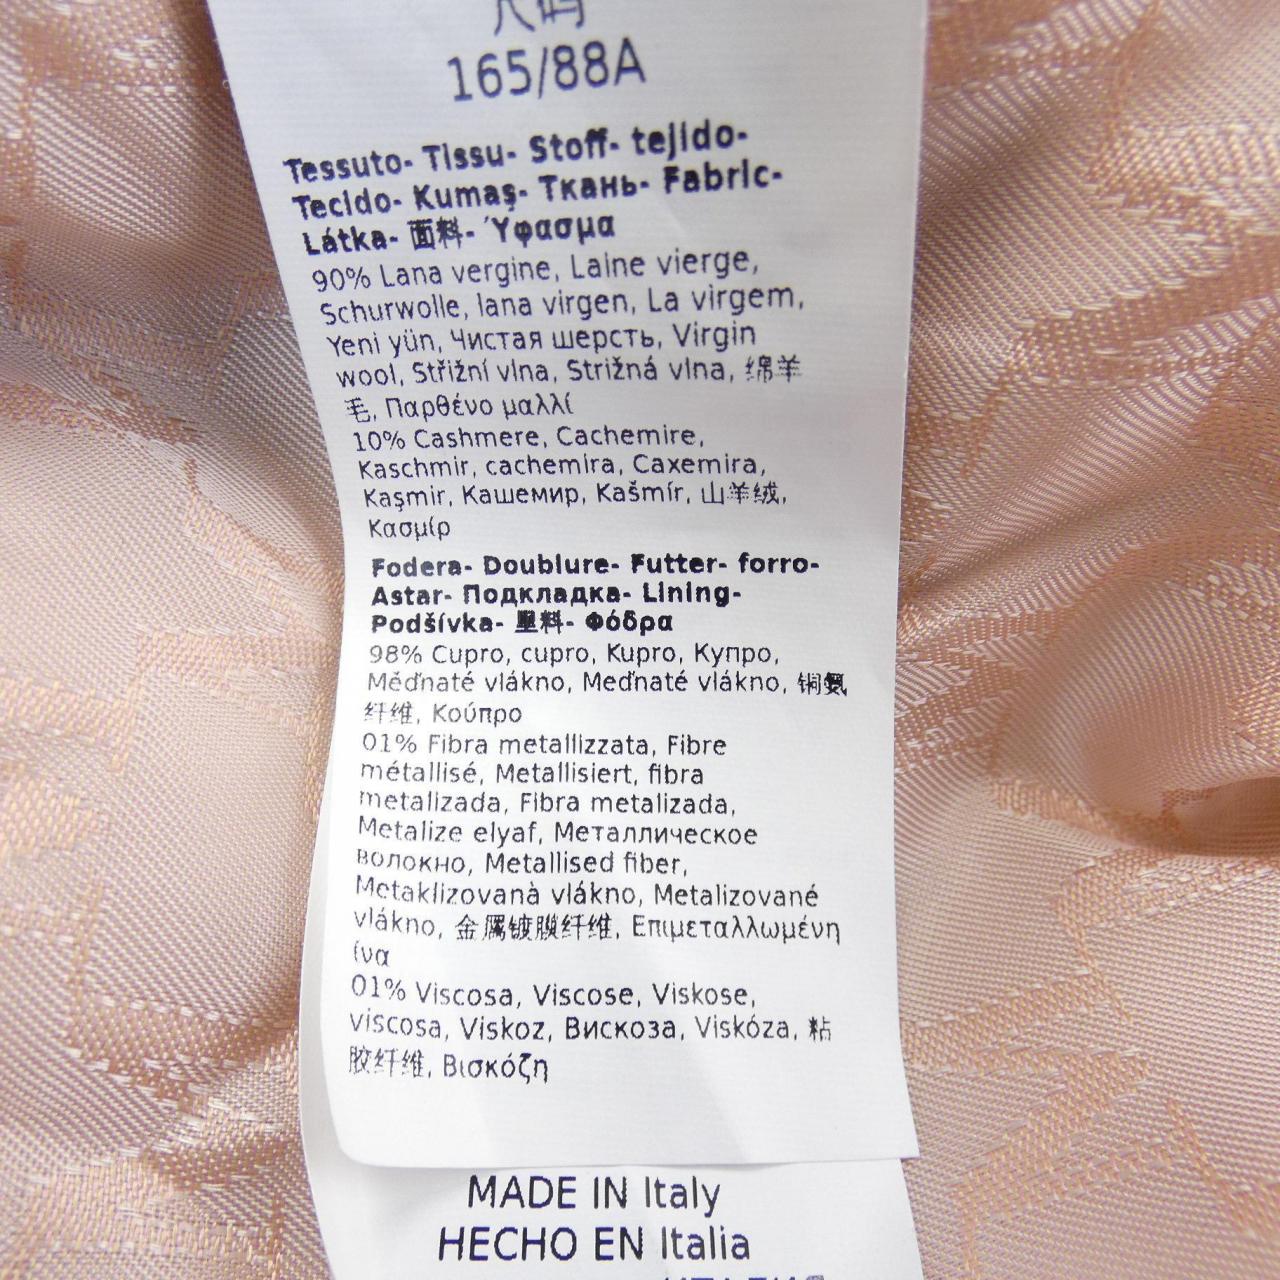 尺码
165/88A
Tessuto- Tissu- Stoff- tejido-
Tecido- Kumaş- Ткань- Fabric-
Látka- 面料- Ύφασμα
90% Lana vergine, Laine vierge,
Schurwolle, lana virgen, La virgem,
Yeni yün, Чистая шерсть, Virgin
wool, Střižní vlna, Strižná vlna, 绵羊
毛, Παρθένο μαλλί
10% Cashmere, Cachemire,
Kaschmir, cachemira, Caxemira,
Kaşmir, Кашемир, Kašmír, 山羊绒,
Κασμίρ
Fodera- Doublure- Futter- forro-
Astar- Подкладка- Lining-
Podšívka- 里料- Φόδρα
98% Cupro, cupro, Kupro, Купро,
Měďnaté vlákno, Meďnaté vlákno, 铜氨
纤维, Κούπρο
01% Fibra metallizzata, Fibre
métallisé, Metallisiert, fibra
metalizada, Fibra metalizada,
Metalize elyaf, Металлическое
волокно, Metallised fiber,
Metaklizovanà vlákno, Metalizované
vlákno, 金属镀膜纤维, Επιμεταλλωμένη
ίνα
01% Viscosa, Viscose, Viskose,
viscosa, Viskoz, Вискоза, Viskóza, 粘
胶纤维, Βισκόζη
MADE IN Italy
HECHO EN Italia